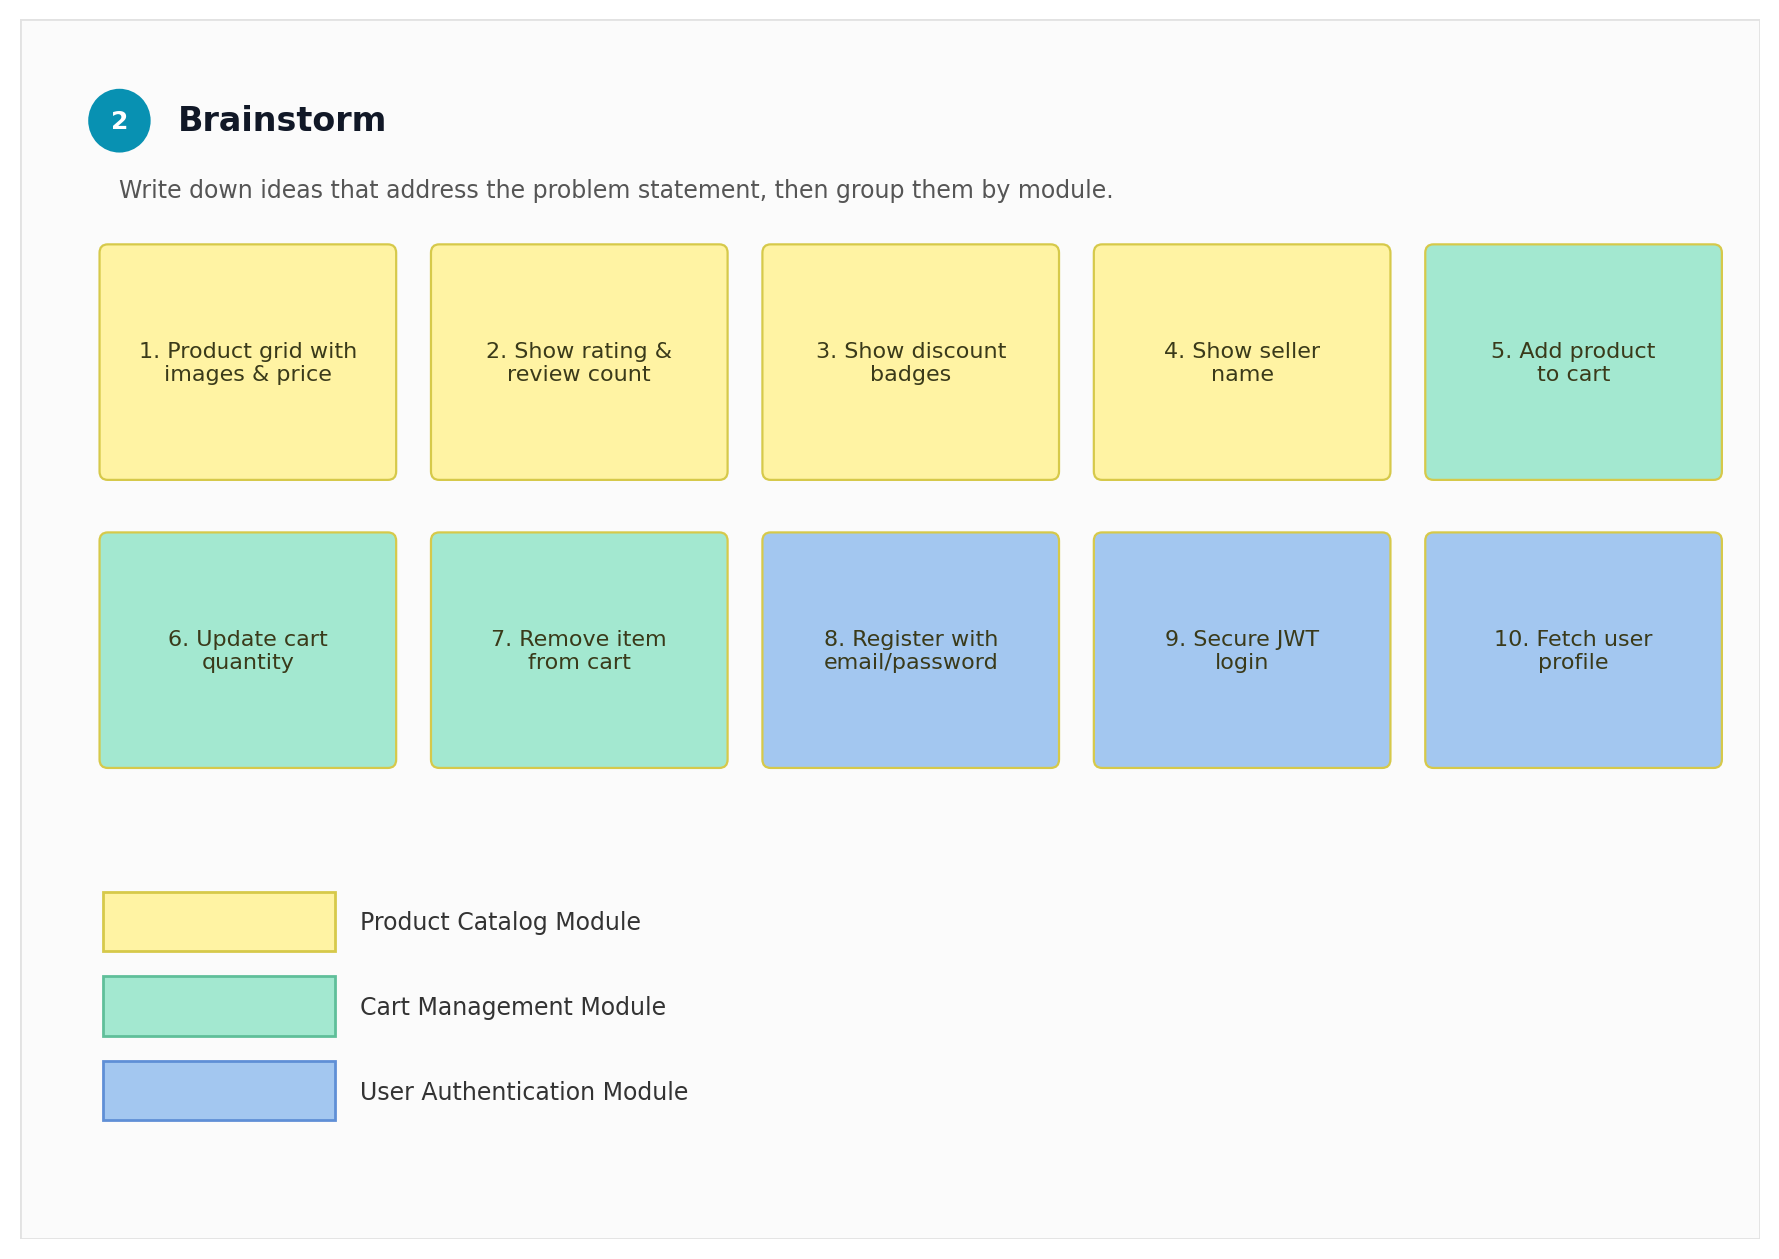 2
Brainstorm
Write down ideas that address the problem statement, then group them by module.
1. Product grid with
images & price
2. Show rating &
review count
3. Show discount
badges
4. Show seller
name
5. Add product
to cart
6. Update cart
quantity
7. Remove item
from cart
8. Register with
email/password
9. Secure JWT
login
10. Fetch user
profile
Product Catalog Module
Cart Management Module
User Authentication Module